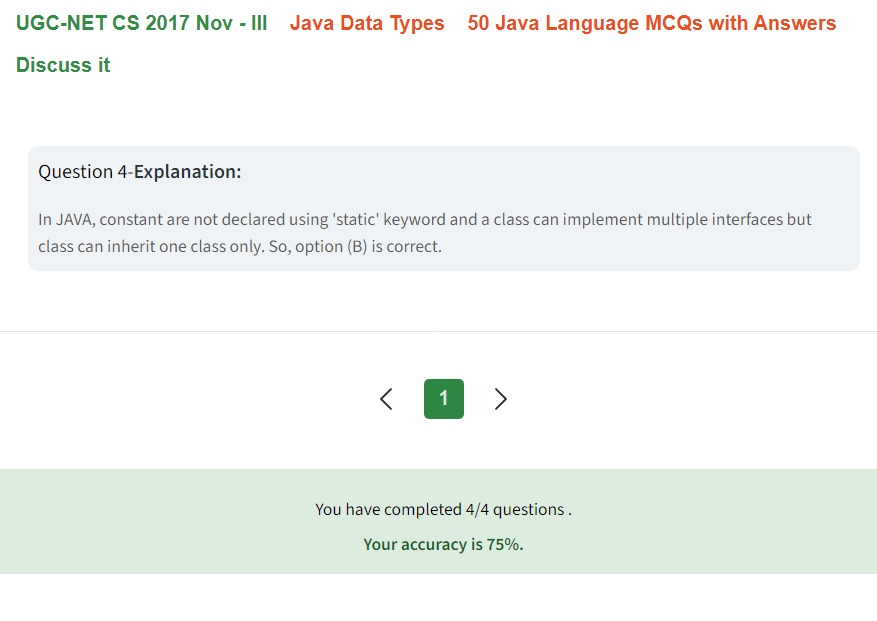 UGC-NET CS 2017 Nov - III Java Data Types 50 Java Language MCQs with Answers
Discuss it
Question 4-Explanation:
In JAVA, constant are not declared using 'static' keyword and a class can implement multiple interfaces but
class can inherit one class only. So, option (B) is correct.
1
You have completed 4/4 questions .
Your accuracy is 75%.